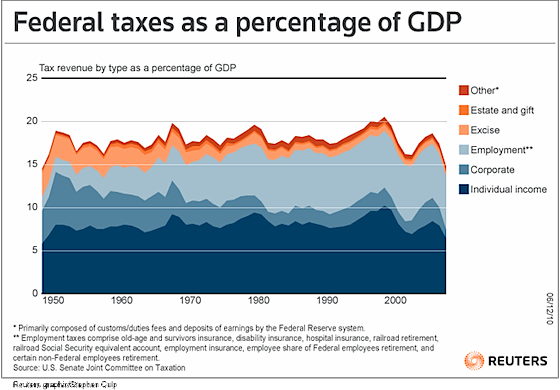 Federal taxes as a percentage of GDP
Tax revenue by type as a percentage of GDP
25
20
15
10
5
0
1950 1960 1970 1980 1990 2000
Other*
Estate and gift
Excise
Employment**
Corporate
Individual income
* Primarily composed of customs/duties fees and deposits of earnings by the Federal Reserve system.
** Employment taxes comprise old-age and survivors insurance, disability insurance, hospital insurance, railroad retirement,
railroad Social Security equivalent account, employment insurance, employee share of Federal employees retirement, and
certain non-Federal employees retirement.
Source: U.S. Senate Joint Committee on Taxation
Reuters graphic/Stephen Culp
06/12/10
REUTERS